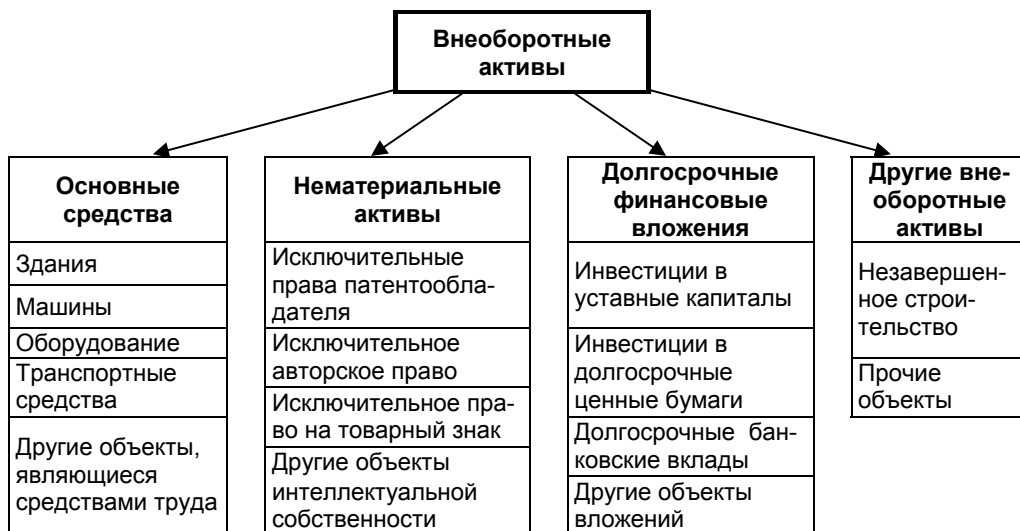 Внеоборотные
активы
Основные
средства
Здания
Машины
Оборудование
Транспортные
средства
Другие объекты,
являющиеся
средствами труда
Нематериальные
активы
Исключительные
права патентообла-
дателя
Исключительное
авторское право
Исключительное пра-
во на товарный знак
Другие объекты
интеллектуальной
собственности
Долгосрочные
финансовые
вложения
Инвестиции в
уставные капиталы
Инвестиции в
долгосрочные
ценные бумаги
Долгосрочные бан-
ковские вклады
Другие объекты
вложений
Другие вне-
оборотные
активы
Незавершен-
ное строи-
тельство
Прочие
объекты